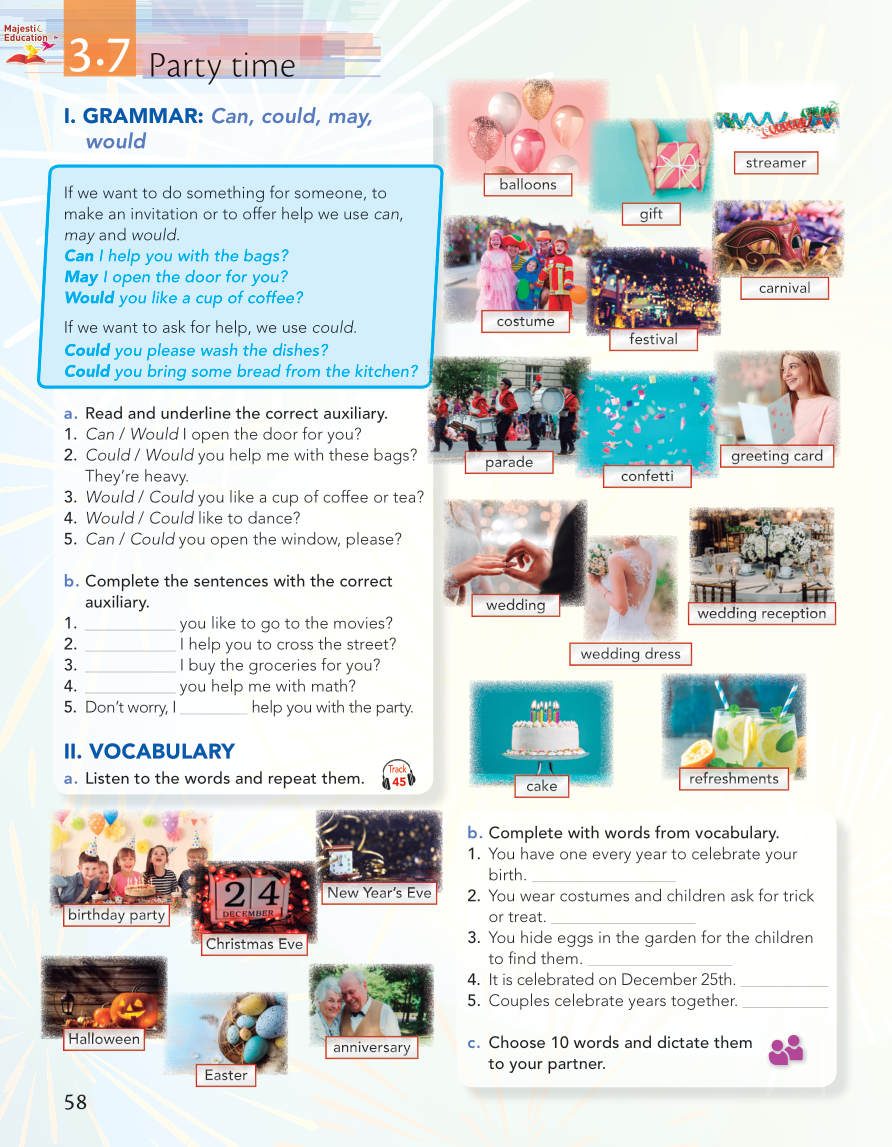 Majesti
Education
3.7 Party time
I. GRAMMAR: Can, could, may,
would
If we want to do something for someone, to
make an invitation or to offer help we use can,
may and would.
Can I help you with the bags?
May I open the door for you?
Would you like a cup of coffee?
If we want to ask for help, we use could.
Could you please wash the dishes?
Could you bring some bread from the kitchen?
a. Read and underline the correct auxiliary.
1. Can / Would I open the door for you?
2. Could / Would you help me with these bags?
They're heavy.
3. Would / Could you like a cup of coffee or tea?
4. Would / Could like to dance?
5. Can / Could you open the window, please?
b. Complete the sentences with the correct
auxiliary.
1. ____________ you like to go to the movies?
2. ____________ I help you to cross the street?
3. ____________ I buy the groceries for you?
4. ____________ you help me with math?
5. Don't worry, I _________ help you with the party.
II. VOCABULARY
a. Listen to the words and repeat them.
Track
45
birthday party
24
DECEMBER
Christmas Eve
New Year's Eve
Halloween
Easter
anniversary
balloons
gift
streamer
costume
festival
carnival
parade
confetti
greeting card
wedding
wedding dress
wedding reception
cake
refreshments
b. Complete with words from vocabulary.
1. You have one every year to celebrate your
birth. ___________________
2. You wear costumes and children ask for trick
or treat. ___________________
3. You hide eggs in the garden for the children
to find them. ___________________
4. It is celebrated on December 25th. ____________
5. Couples celebrate years together. ____________
c. Choose 10 words and dictate them
to your partner.
58